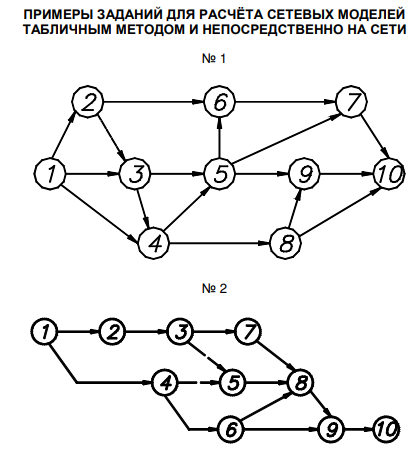 ПРИМЕРЫ ЗАДАНИЙ ДЛЯ РАСЧЁТА СЕТЕВЫХ МОДЕЛЕЙ
ТАБЛИЧНЫМ МЕТОДОМ И НЕПОСРЕДСТВЕННО НА СЕТИ
№ 1
2 6 7
1 3 5 9 10
4 8
№ 2
1 2 3 7
4 5 8
6 9 10